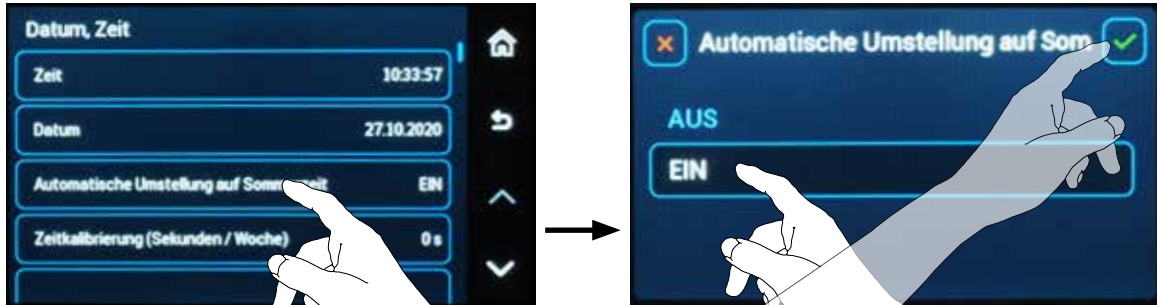 Datum, Zeit
Zeit 10:33:57
Datum 27.10.2020
Automatische Umstellung auf EIN
Zeitkalibrierung (Sekunden / Woche) 0 s
Automatische Umstellung auf Som
AUS
EIN